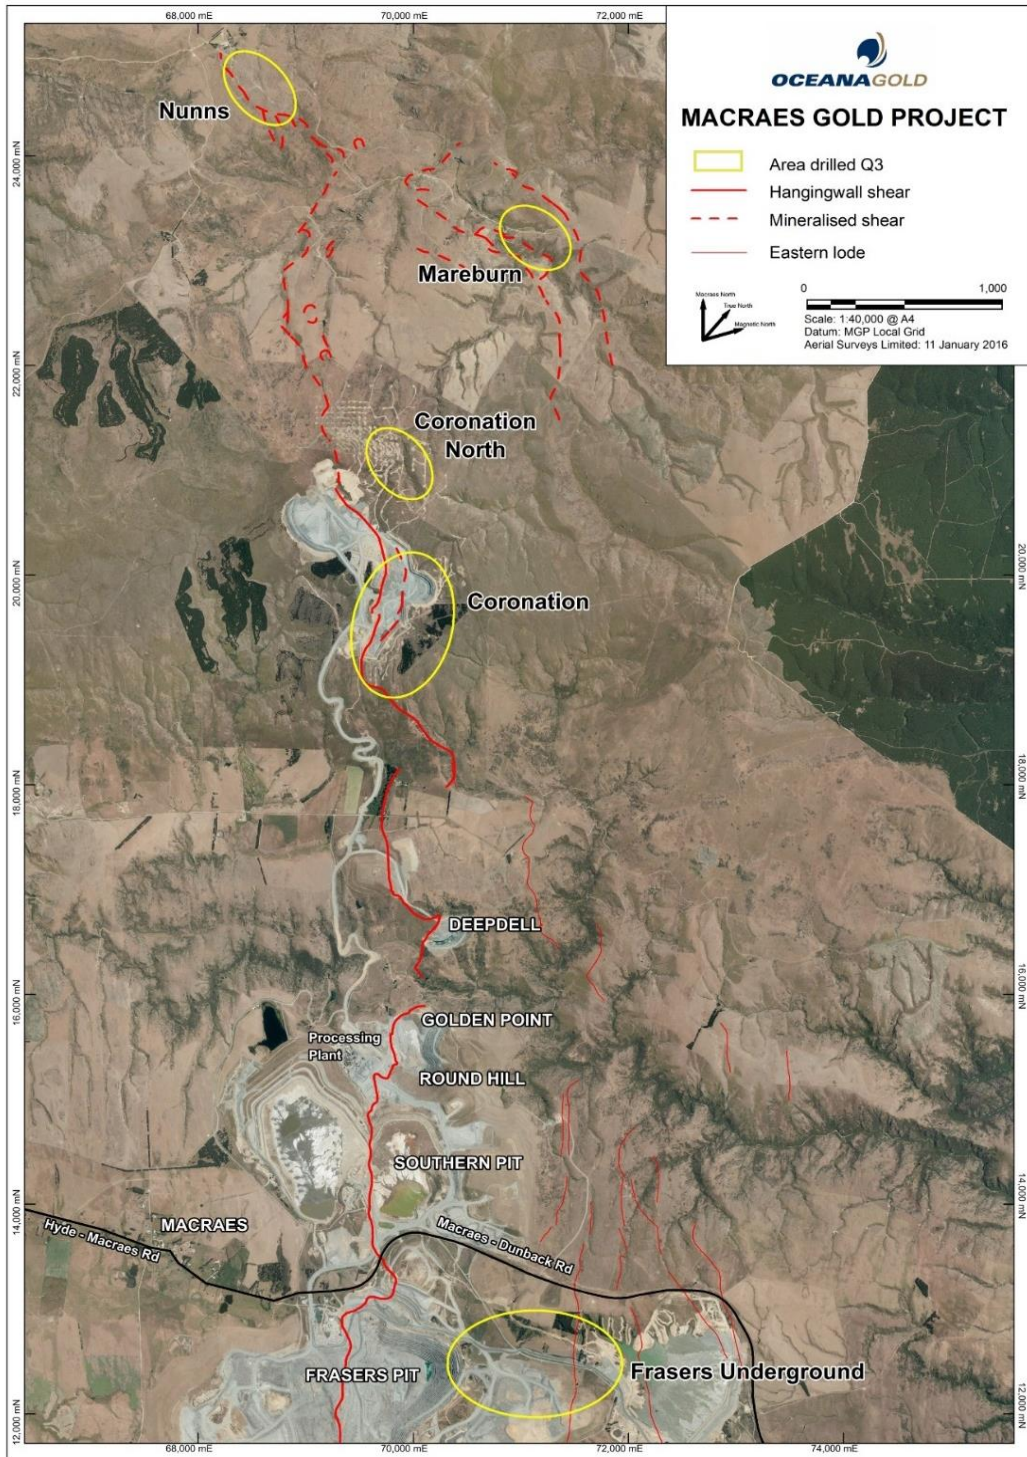 68,000 mE
70,000 mE
72,000 mE
OCEANAGOLD
MACRAES GOLD PROJECT
Area drilled Q3
Hangingwall shear
Mineralised shear
Eastern lode
Macraes North
True North
Magnetic North
0
1,000
Scale: 1:40,000 @ A4
Datum: MGP Local Grid
Aerial Surveys Limited: 11 January 2016
Nunns
24,000 mN
Mareburn
22,000 mN
Coronation
North
20,000 mN
20,000 mN
Coronation
18,000 mN
18,000 mN
DEEPDELL
16,000 mN
16,000 mN
GOLDEN POINT
Processing
Plant
ROUND HILL
SOUTHERN PIT
14,000 mN
14,000 mN
MACRAES
Hyde - Macraes Rd
Macraes - Dunback Rd
FRASERS PIT
Frasers Underground
12,000 mN
12,000 mN
68,000 mE
70,000 mE
72,000 mE
74,000 mE